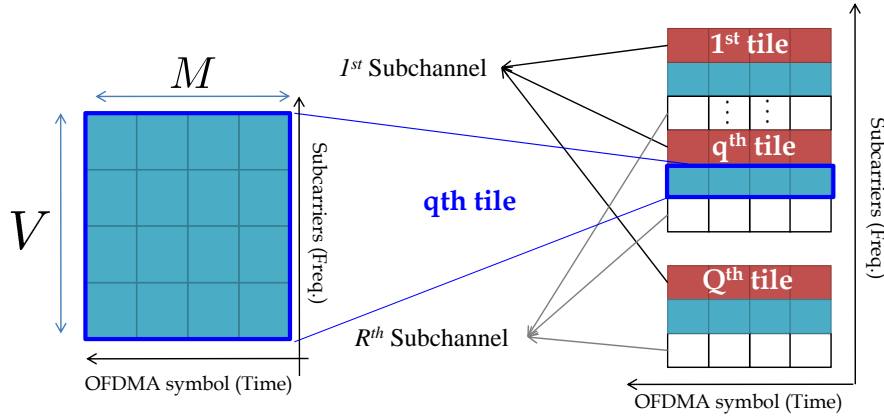 M
V
Subcarriers (Freq.)
OFDMA symbol (Time)
1st Subchannel
qth tile
Rth Subchannel
1st tile
qth tile
Qth tile
Subcarriers (Freq.)
OFDMA symbol (Time)